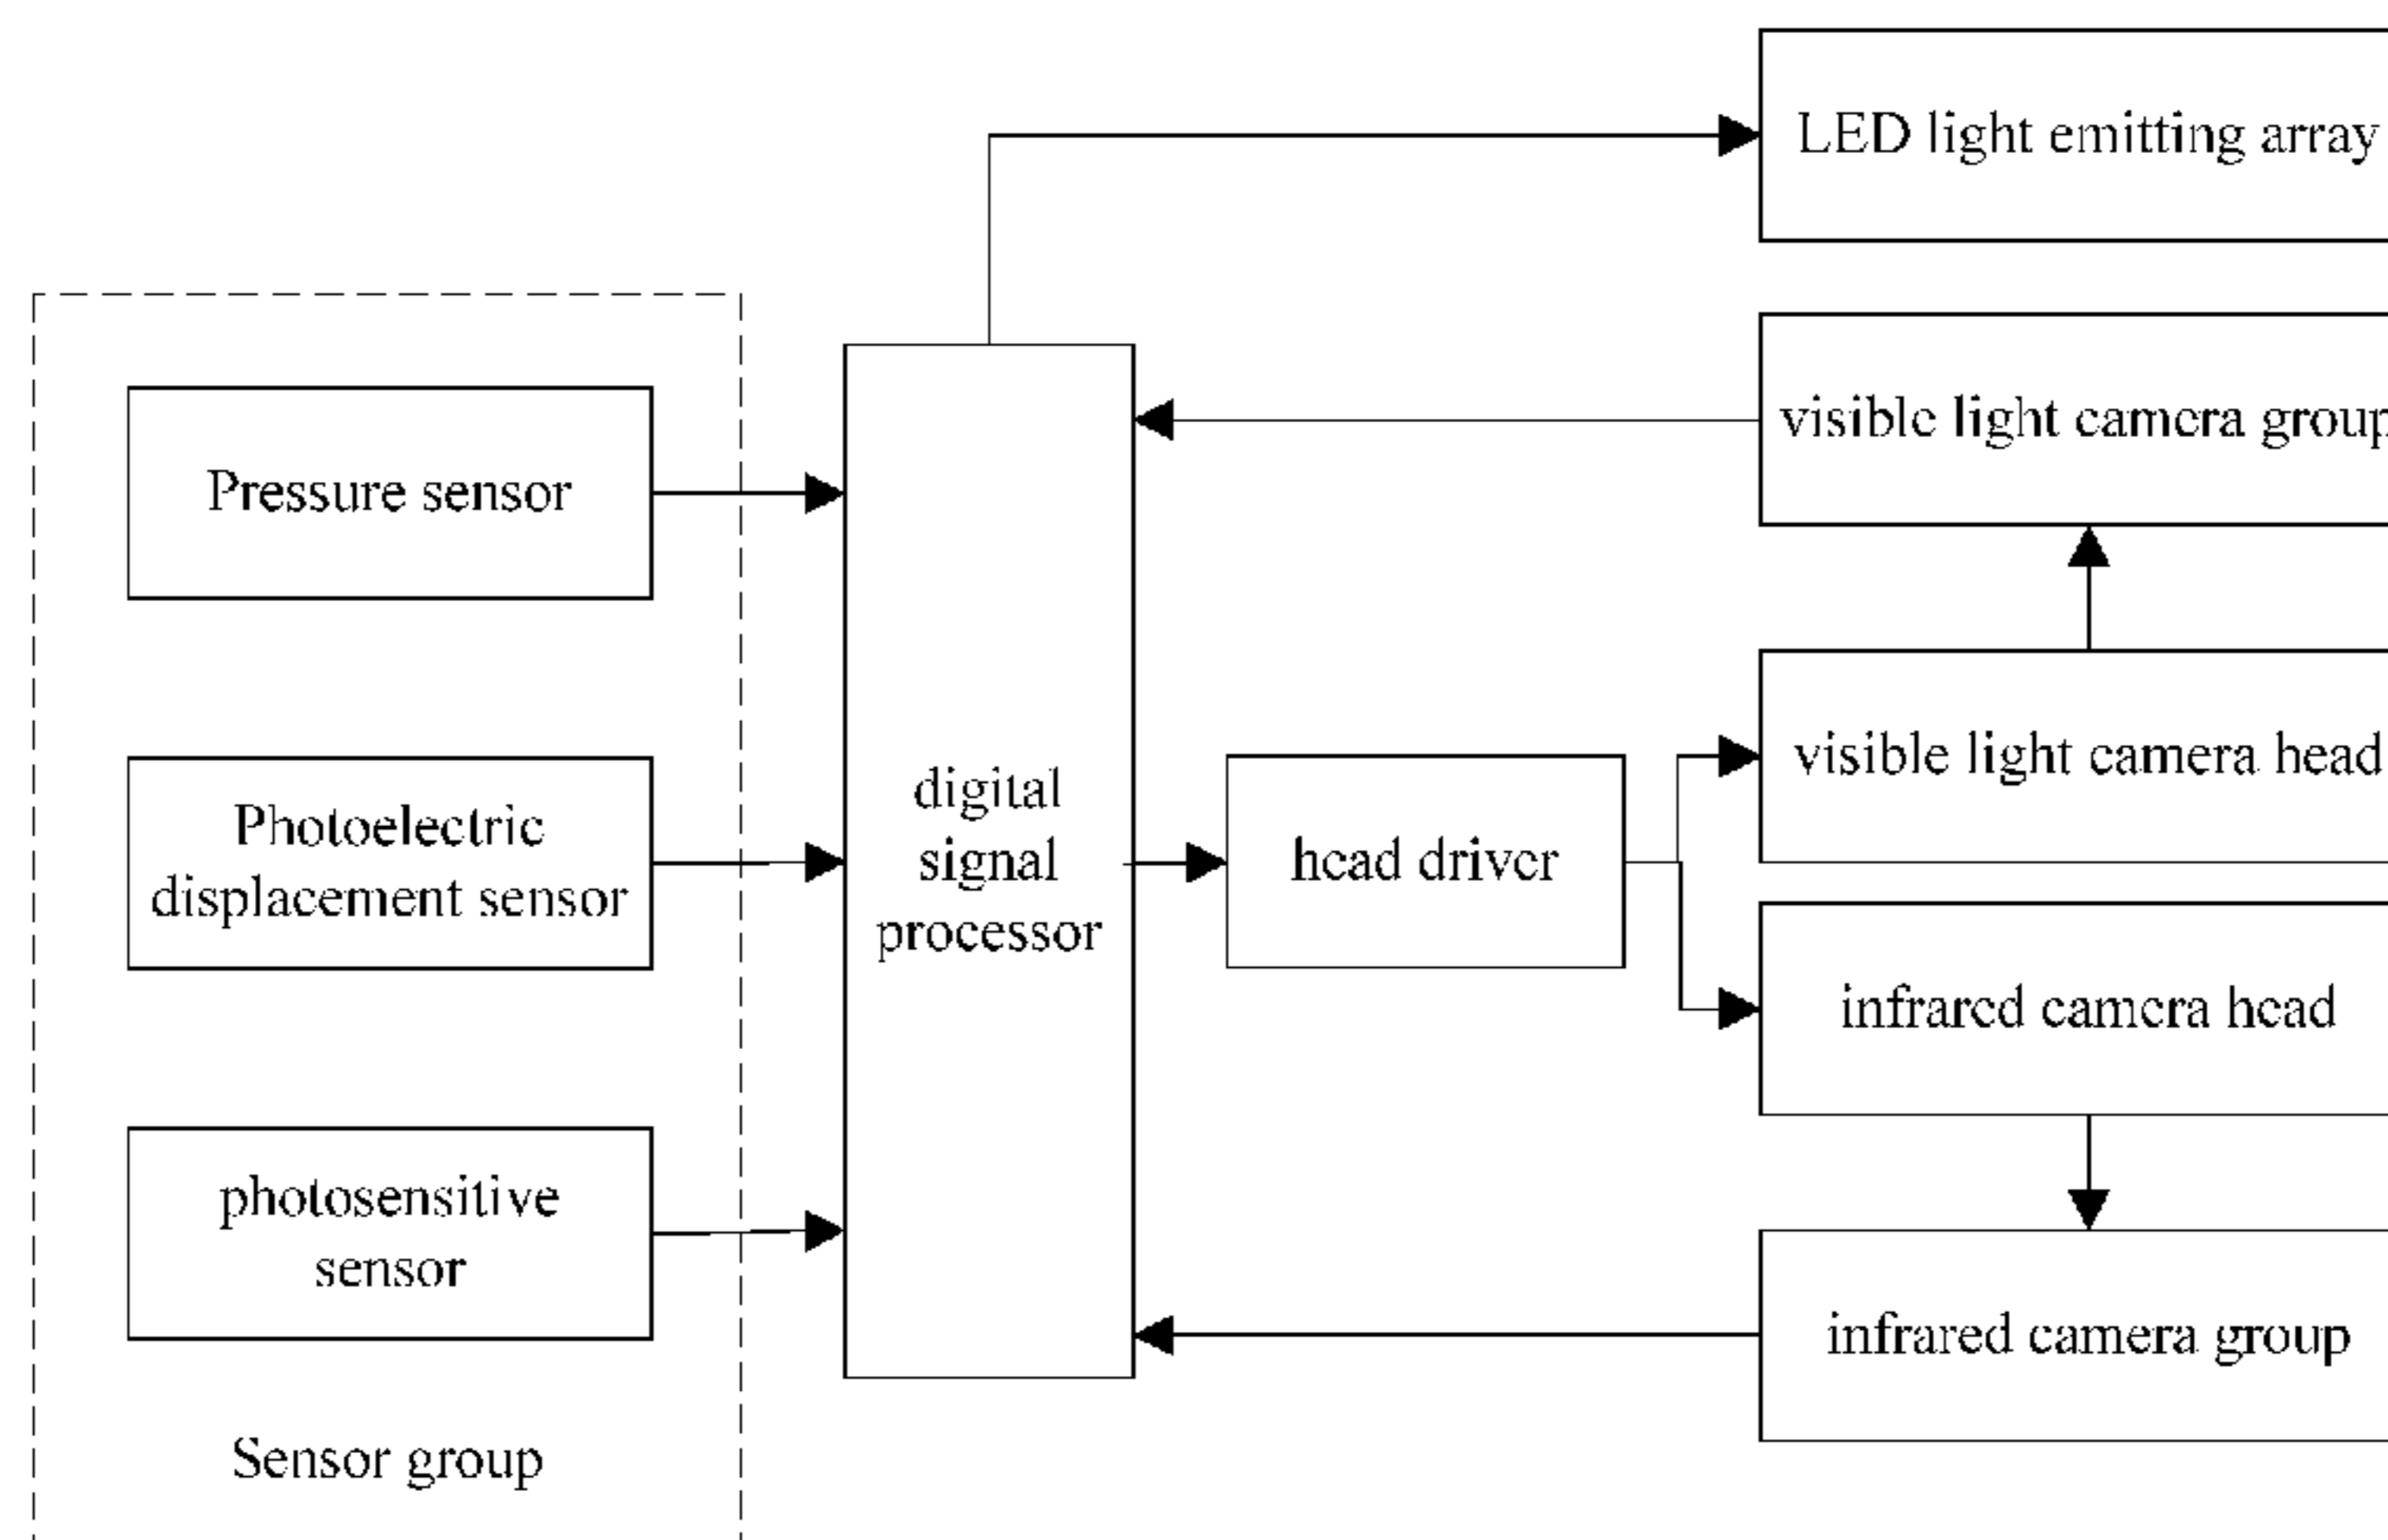 LED light emitting array
visible light camera group
Pressure sensor
Photoelectric
displacement sensor
digital
signal
processor
head driver
visible light camera head
infrared camera head
photosensitive
sensor
infrared camera group
Sensor group